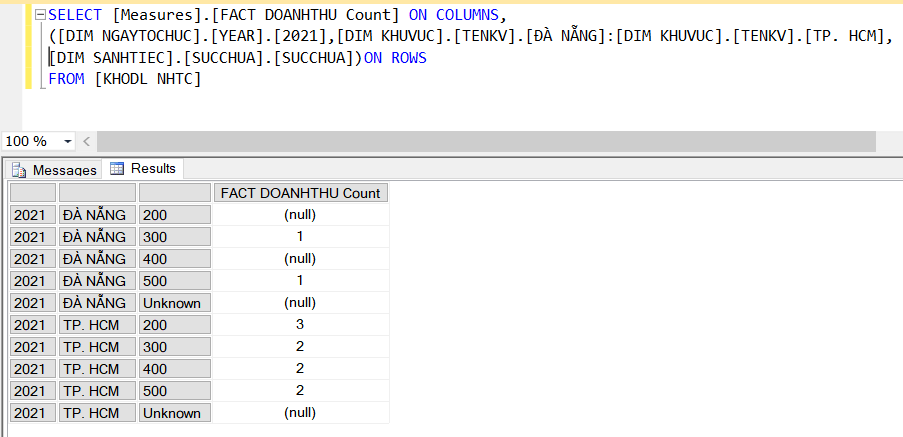 SELECT [Measures].[FACT DOANHTHU Count] ON COLUMNS,
([DIM NGAYTOCHUC].[YEAR].[2021],[DIM KHUVUC].[TENKV].[ĐÀ NẴNG]:[DIM KHUVUC].[TENKV].[TP. HCM],
[DIM SANHTIEC].[SUCCHUA].[SUCCHUA])ON ROWS
FROM [KHODL NHTC]
100 %
Messages Results
FACT DOANHTHU Count
2021 ĐÀ NẴNG 200 (null)
2021 ĐÀ NẴNG 300 1
2021 ĐÀ NẴNG 400 (null)
2021 ĐÀ NẴNG 500 1
2021 ĐÀ NẴNG Unknown (null)
2021 TP. HCM 200 3
2021 TP. HCM 300 2
2021 TP. HCM 400 2
2021 TP. HCM 500 2
2021 TP. HCM Unknown (null)